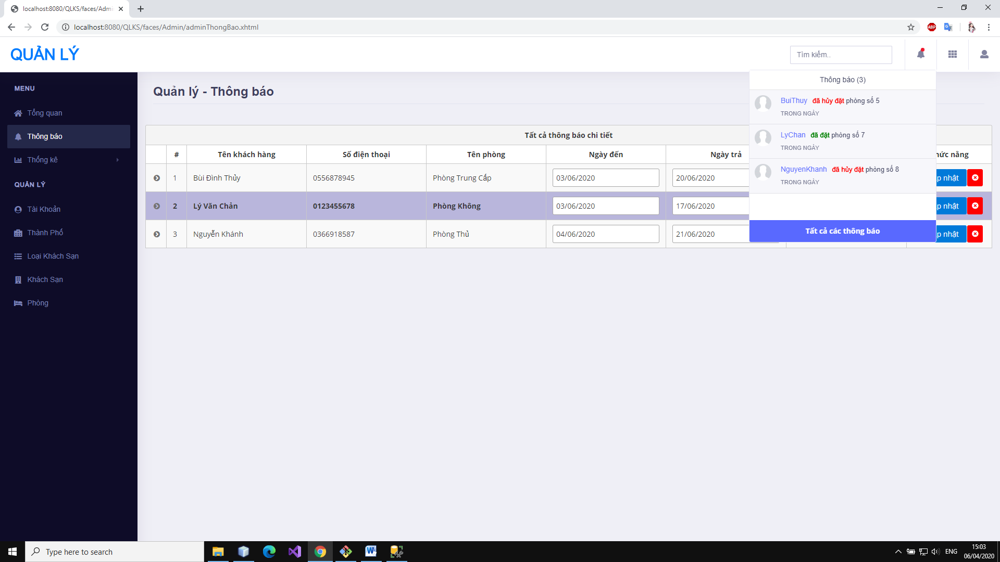 localhost:8080/QLKS/faces/Admi
localhost:8080/QLKS/faces/Admin/adminThongBao.xhtml
ABP
QUẢN LÝ
Tìm kiếm..
MENU
Tổng quan
Thông báo
Thống kê
QUẢN LÝ
Tài Khoản
Thành Phố
Loại Khách Sạn
Khách Sạn
Phòng
Quản lý - Thông báo
Thông báo (3)
BuiThuy đã hủy đặt phòng số 5
TRONG NGÀY
LyChan đã đặt phòng số 7
TRONG NGÀY
NguyenKhanh đã hủy đặt phòng số 8
TRONG NGÀY
Tất cả các thông báo
Tất cả thông báo chi tiết
# Tên khách hàng Số điện thoại Tên phòng Ngày đến Ngày trả ức năng
1 Bùi Đình Thủy 0556878945 Phòng Trung Cấp 03/06/2020 20/06/2020 p nhật
2 Lý Văn Chản 0123455678 Phòng Không 03/06/2020 17/06/2020 p nhật
3 Nguyễn Khánh 0366918587 Phòng Thủ 04/06/2020 21/06/2020 p nhật
Type here to search
ENG
15:03
06/04/2020